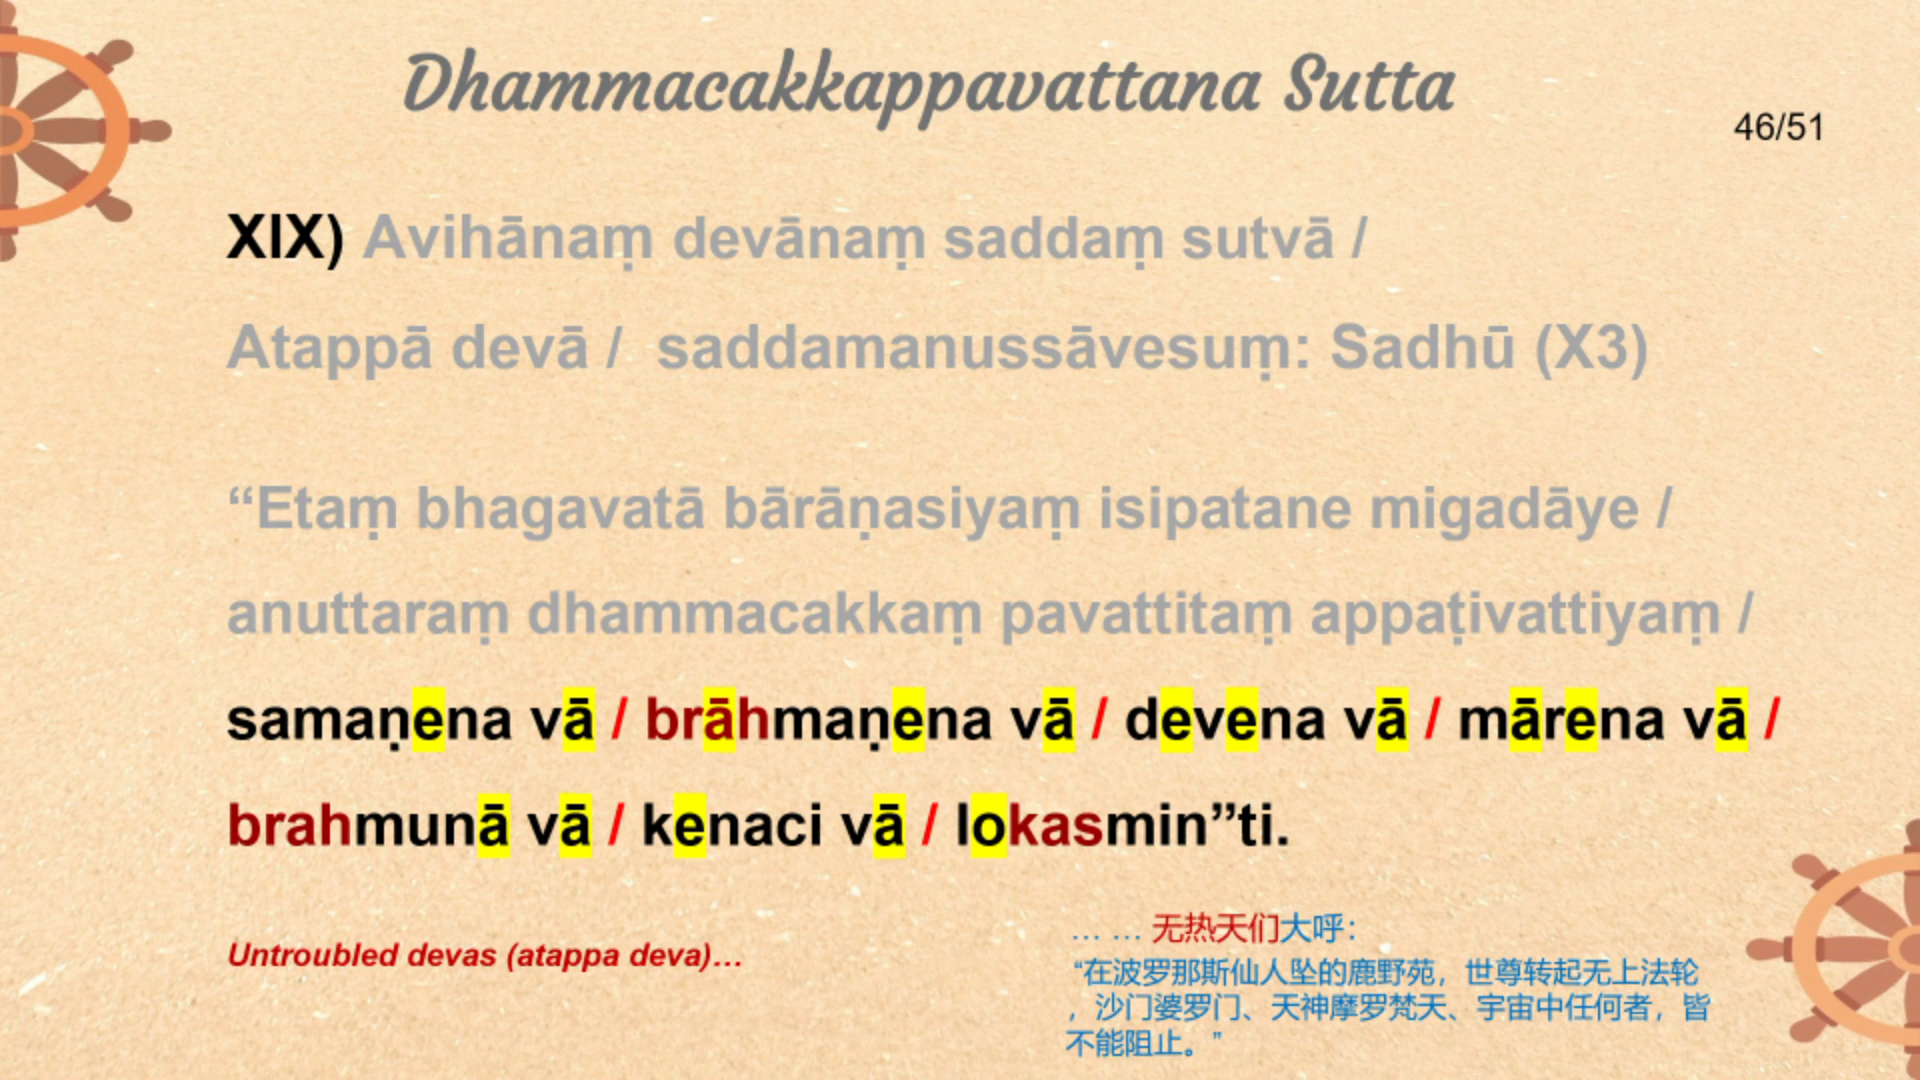 Dhammacakkappavattana Sutta
46/51
XIX) Avihānaṃ devānaṃ saddaṃ sutvā /
Atappā devā / saddamanussāvesuṃ: Sadhū (X3)
“Etaṃ bhagavatā bārāṇasiyaṃ isipatane migadāye /
anuttaraṃ dhammacakkaṃ pavattitaṃ appaṭivattiyaṃ /
samaṇena vā / brāhmaṇena vā / devena vā / mārena vā /
brahmunā vā / kenaci vā / lokasmin”ti.
Untroubled devas (atappa deva)…
… … 无热天们大呼：
“在波罗那斯仙人坠的鹿野苑，世尊转起无上法轮
，沙门婆罗门、天神摩罗梵天、宇宙中任何者，皆
不能阻止。”